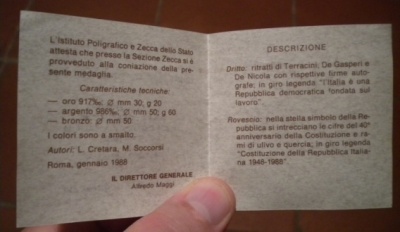 L'Istituto Poligrafico e Zecca dello Stato
attesta che presso la Sezione Zecca si è
provveduto alla coniazione della pre-
sente medaglia.
Caratteristiche tecniche:
— oro 917‰ ⌀ mm 30; g 20
— argento 986‰ ⌀ mm 50; g 60
— bronzo: ⌀ mm 50
I colori sono a smalto.
Autori: L. Cretara, M. Soccorsi
Roma, gennaio 1988
IL DIRETTORE GENERALE
Alfredo Maggi
DESCRIZIONE
Dritto: ritratti di Terracini, De Gasperi e
De Nicola con rispettive firme auto-
grafe; in giro legenda "l'Italia è una
Repubblica democratica fondata sul
lavoro".
Rovescio: nella stella simbolo della Re-
pubblica si intrecciano le cifre del 40°
anniversario della Costituzione e ra-
mi di ulivo e quercia; in giro legenda
"Costituzione della Repubblica Italia-
na 1948-1988".